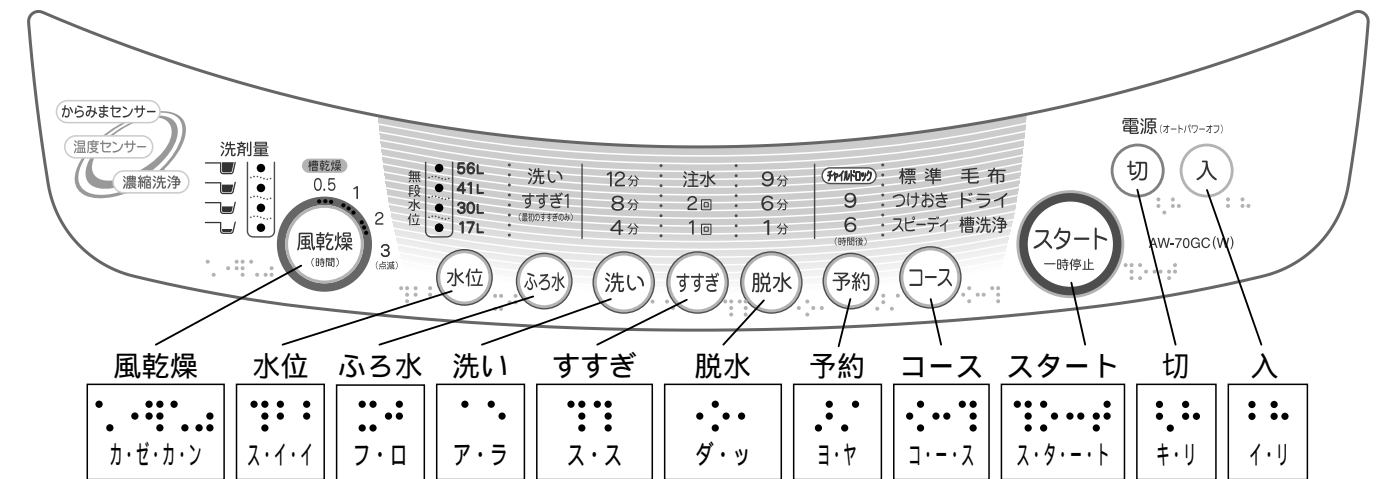 からみまセンサー
温度センサー
濃縮洗浄
洗剤量
槽乾燥
0.5
1
2
3
(点滅)
風乾燥
(時間)
無段水位
56L
41L
30L
17L
洗い
すすぎ1
(最初のすすぎのみ)
12分
8分
4分
注水
2回
1回
9分
6分
1分
チャイルドロック
9
6
(時間後)
標準 毛布
つけおき ドライ
スピーディ 槽洗浄
水位
ふろ水
洗い
すすぎ
脱水
予約
コース
スタート
一時停止
電源(オートパワーオフ)
切
入
AW-70GC(W)
風乾燥 水位 ふろ水 洗い すすぎ 脱水 予約 コース スタート 切 入
カ・ゼ・カ・ン ス・イ・イ フ・ロ ア・ラ ス・ス ダ・ッ ヨ・ヤ コ・ー・ス ス・タ・ー・ト キ・リ イ・リ